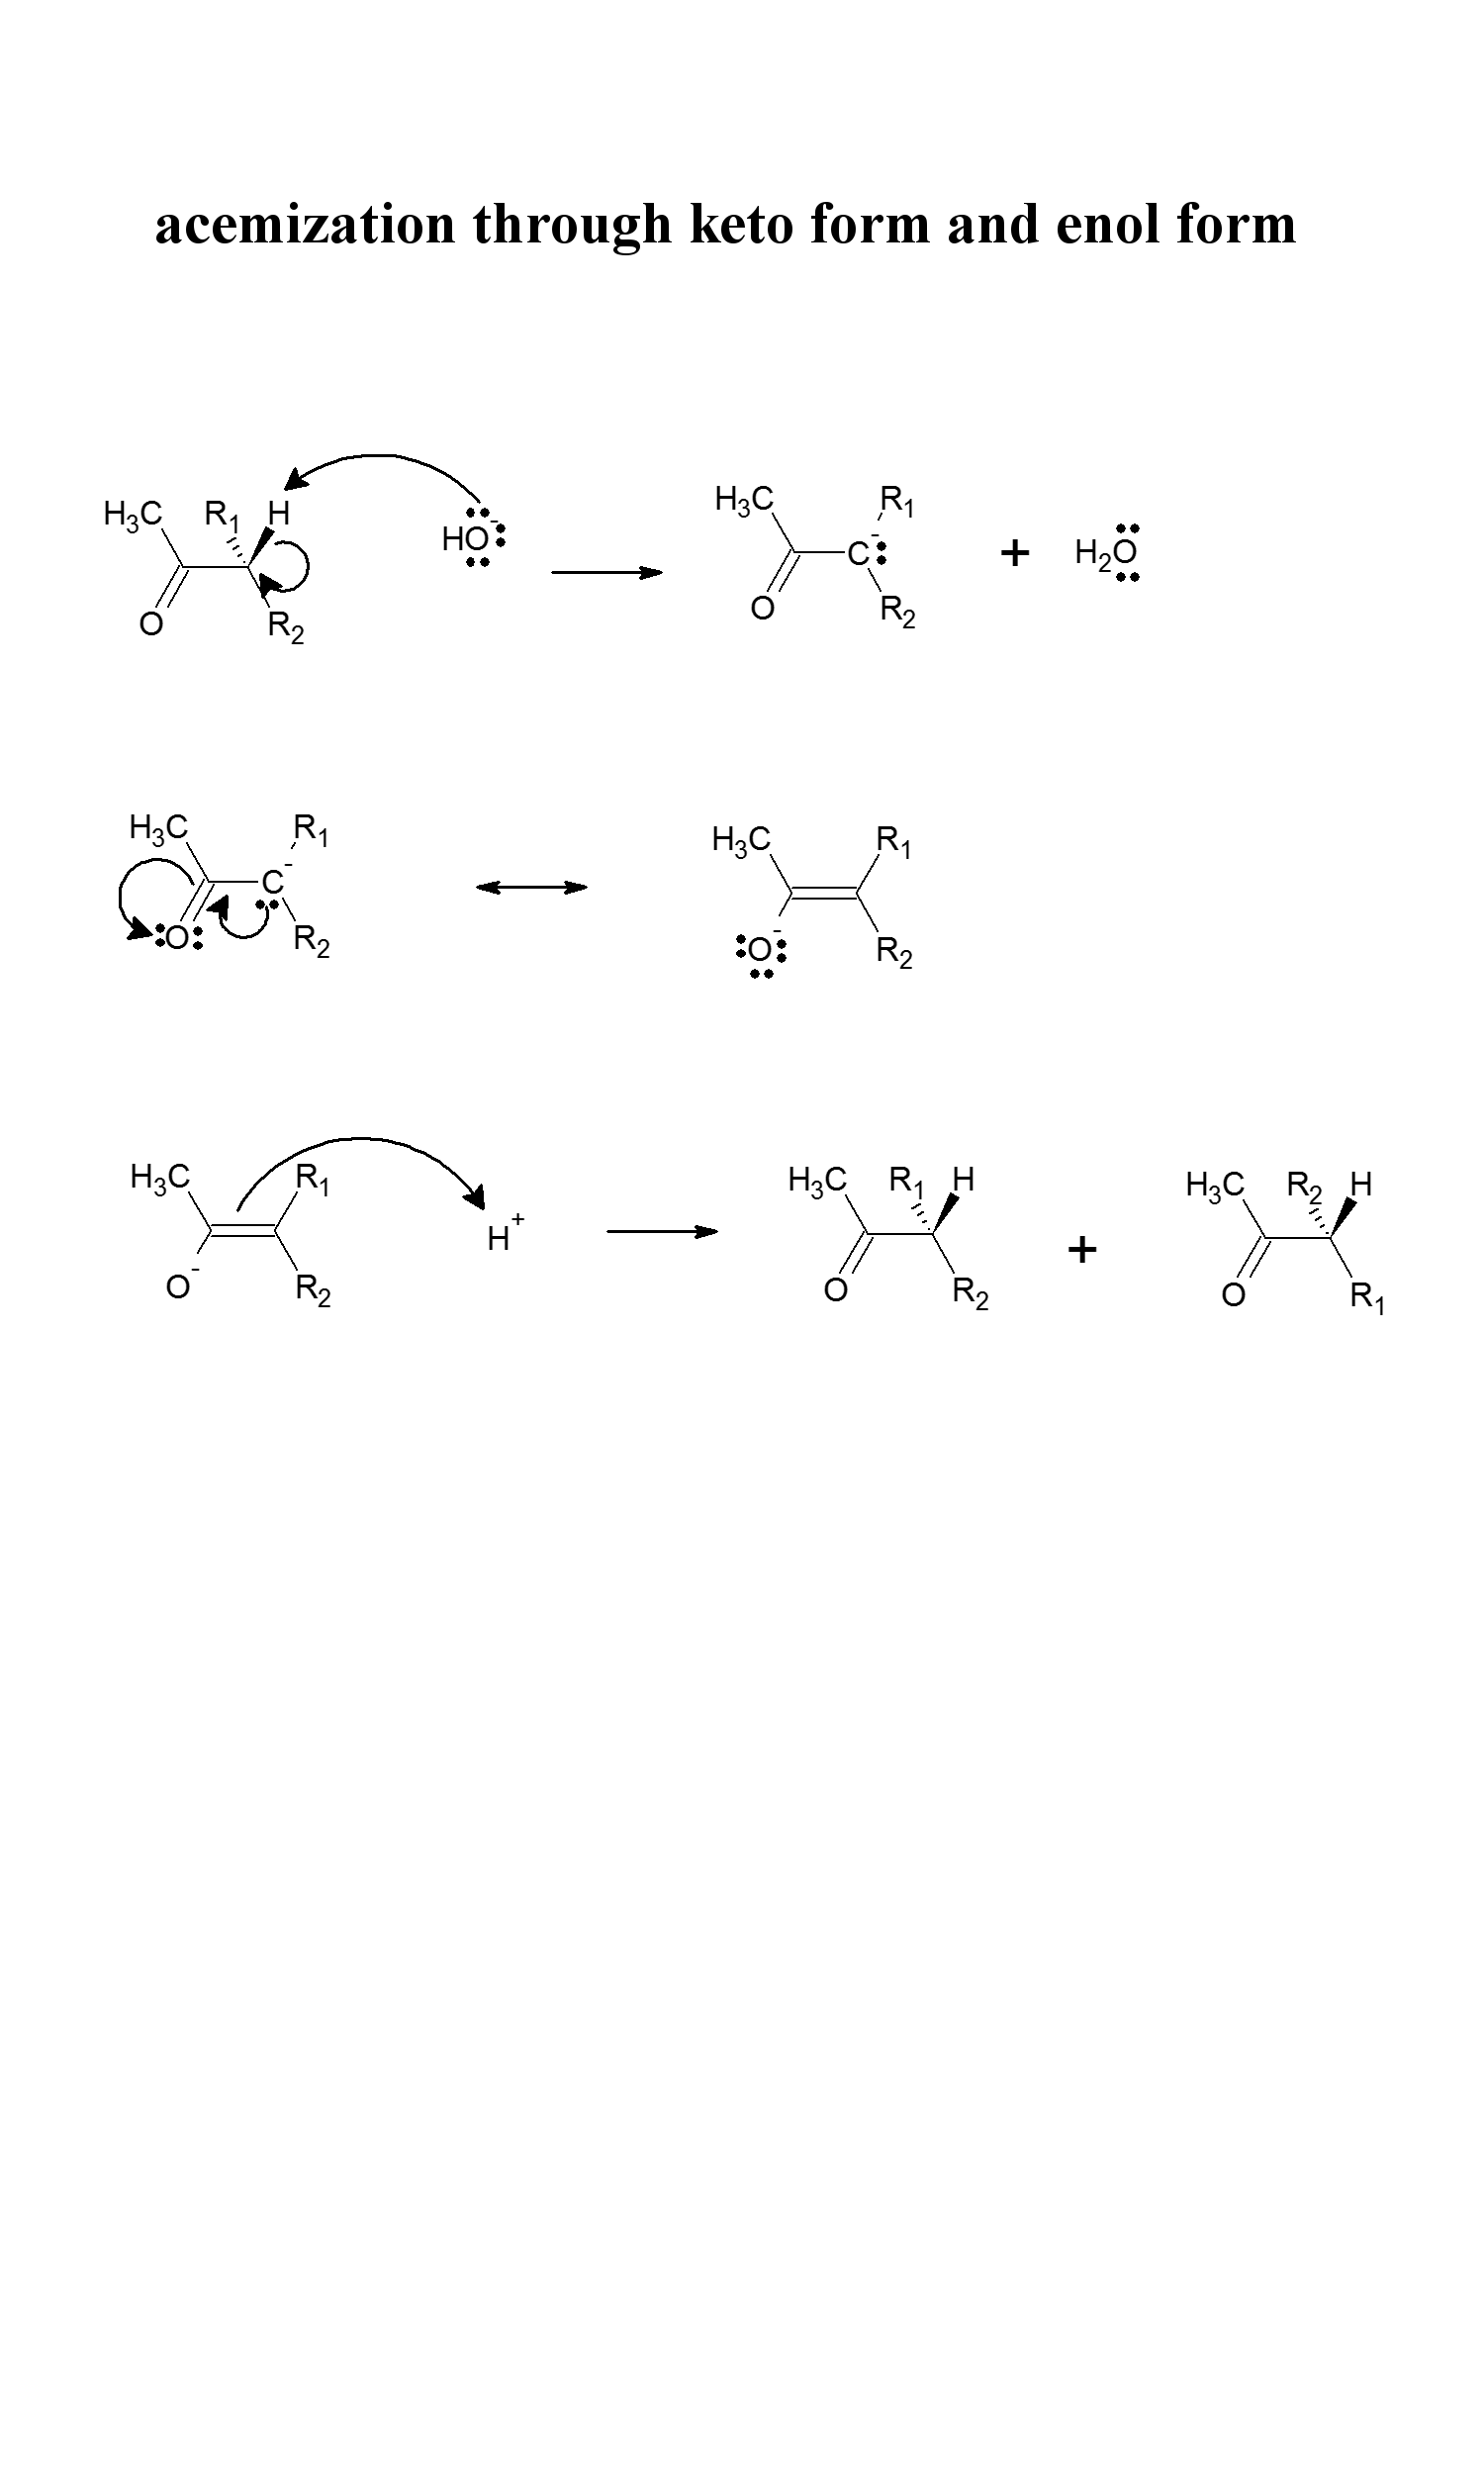 acemization through keto form and enol form
H3C R1 H HO- R2 O
H3C R1 C- O R2 + H2O
H3C R1 C- O R2
H3C R1 O- R2
H3C R1 O- R2 H+
H3C R1 H O R2 + H3C R2 H O R1